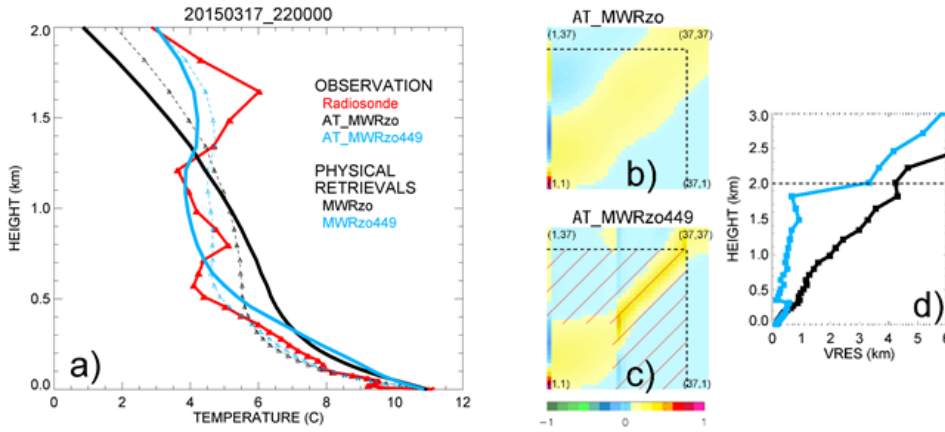 20150317_220000
2.0
1.5
1.0
0.5
0.0
HEIGHT (km)
OBSERVATION
Radiosonde
AT_MWRzo
AT_MWRzo449
PHYSICAL
RETRIEVALS
MWRzo
MWRzo449
a)
0 2 4 6 8 10 12
TEMPERATURE (C)
AT_MWRzo
(1,37) (37,37)
b)
(1,1) (37,1)
AT_MWRzo449
(1,37) (37,37)
c)
(1,1) (37,1)
−1 0 1
3.0
2.5
2.0
1.5
1.0
0.5
0.0
HEIGHT (km)
d)
0 1 2 3 4 5 6
VRES (km)